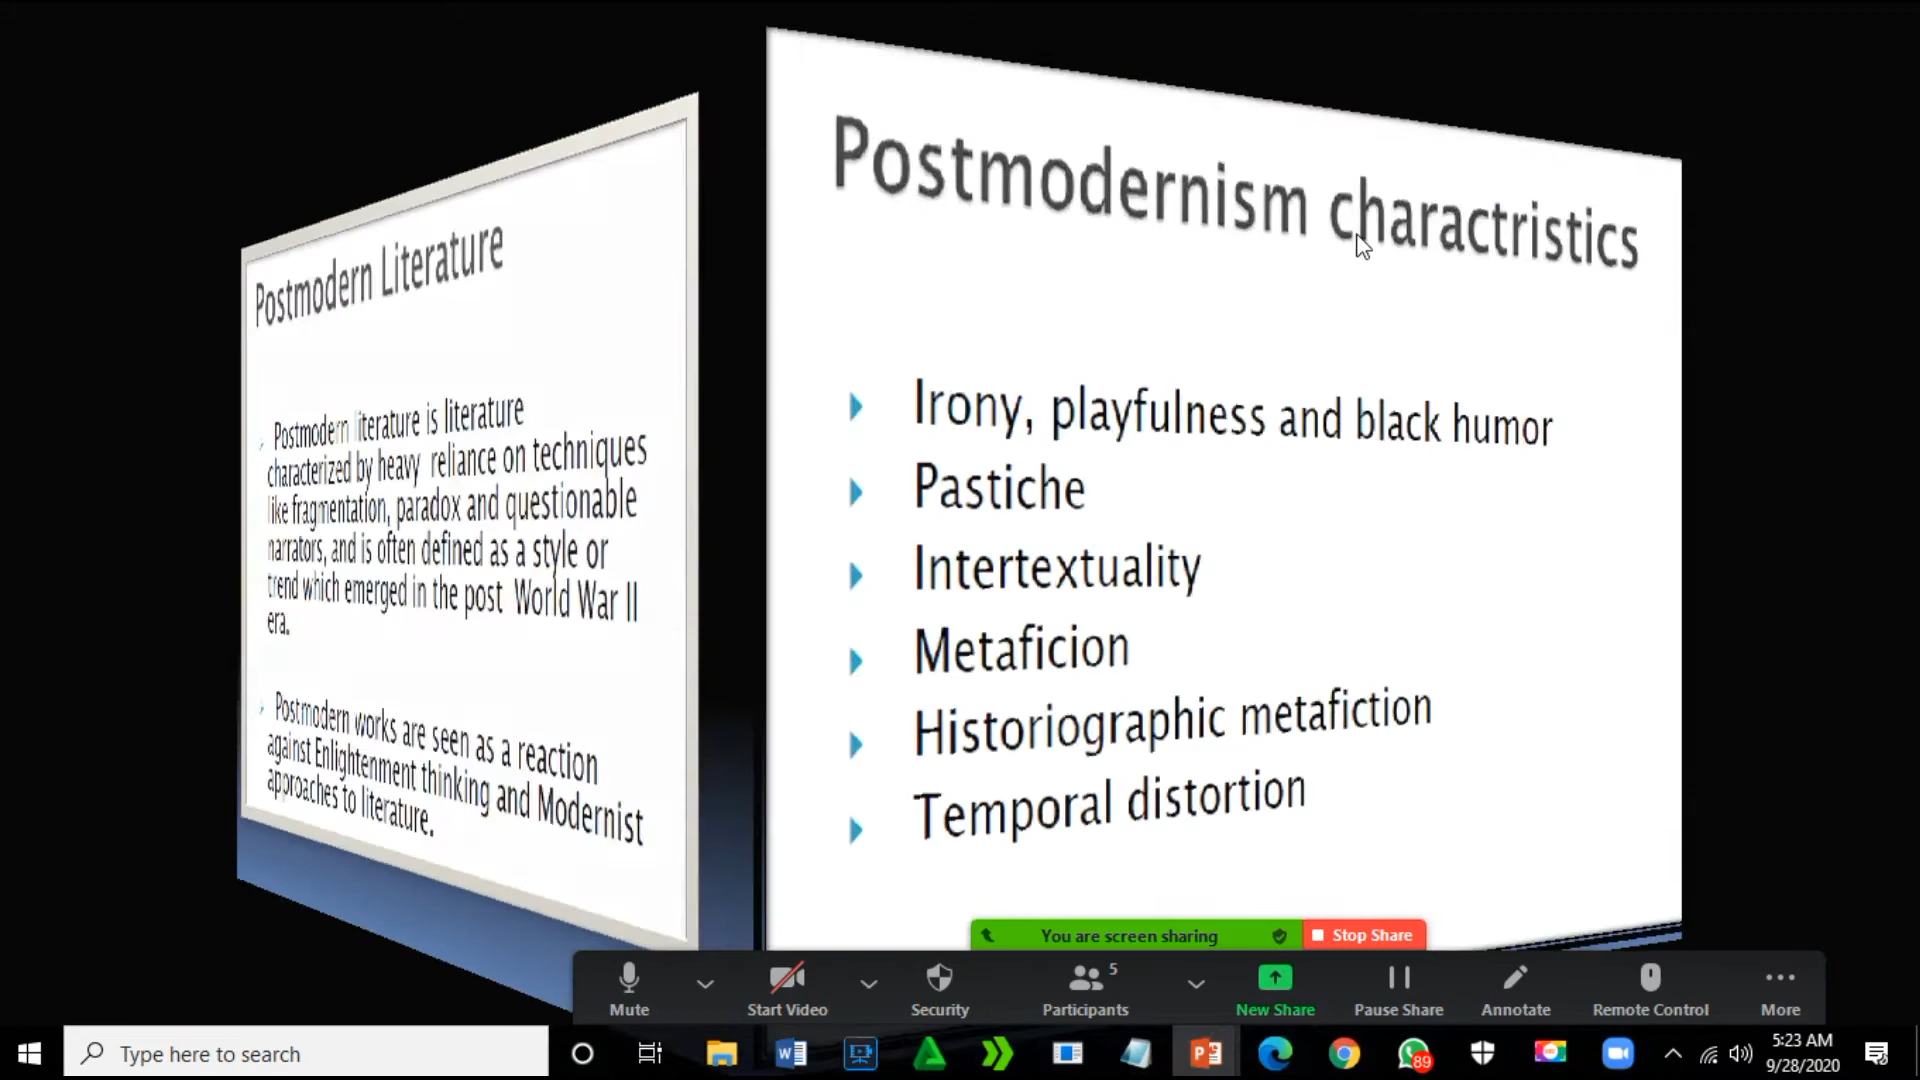 Postmodern Literature
Postmodern literature is literature
characterized by heavy reliance on techniques
like fragmentation, paradox and questionable
narrators, and is often defined as a style or
trend which emerged in the post World War II
era.
Postmodern works are seen as a reaction
against Enlightenment thinking and Modernist
approaches to literature.
Postmodernism charactristics
Irony, playfulness and black humor
Pastiche
Intertextuality
Metaficion
Historiographic metafiction
Temporal distortion
You are screen sharing
Stop Share
5
Mute
Start Video
Security
Participants
New Share
Pause Share
Annotate
Remote Control
More
Type here to search
89
5:23 AM
9/28/2020